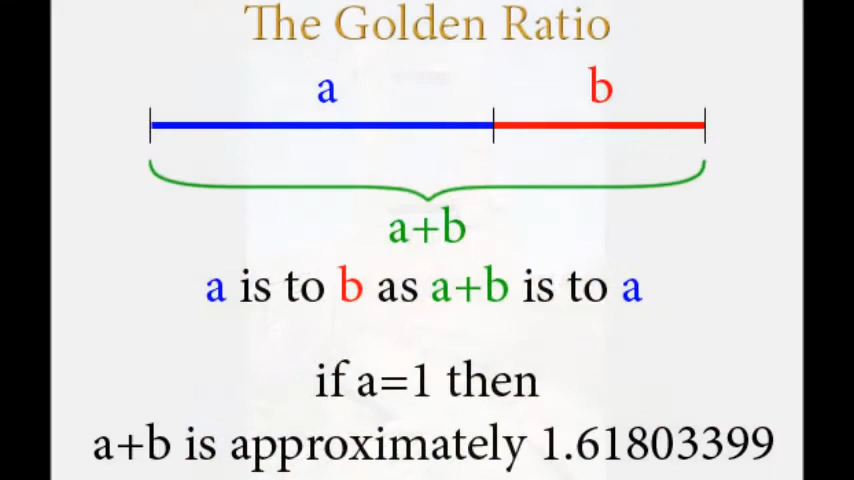 The Golden Ratio
a b
a+b
a is to b as a+b is to a
if a=1 then
a+b is approximately 1.61803399